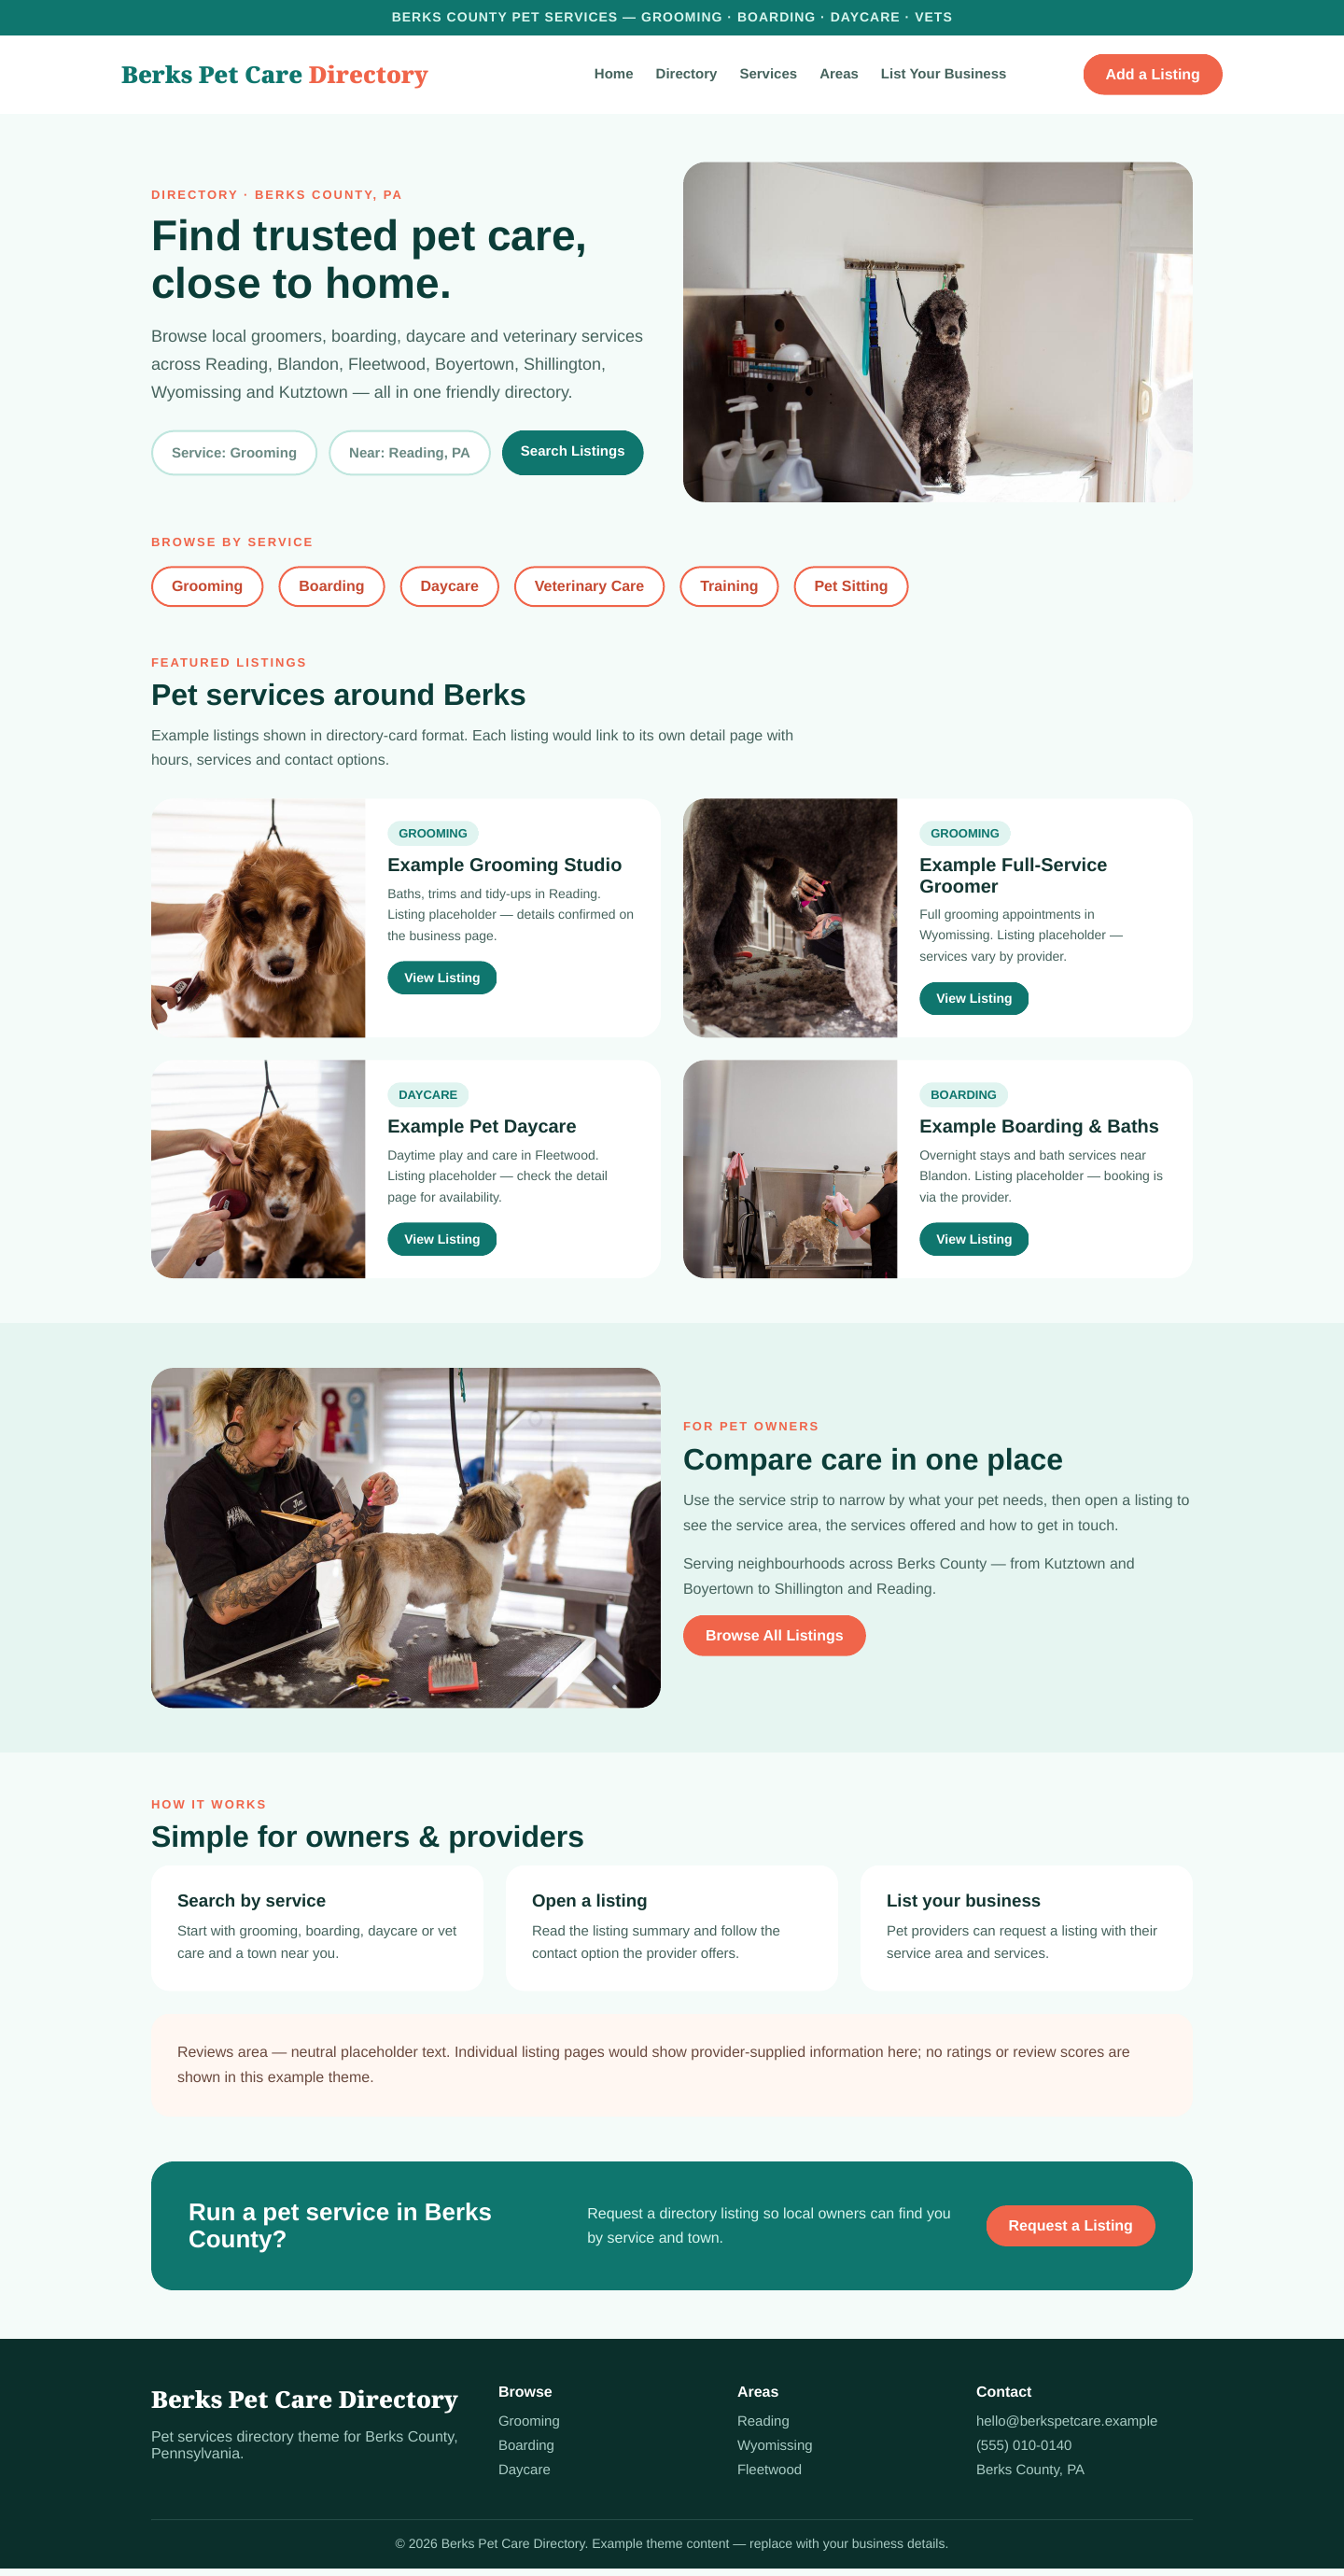 BERKS COUNTY PET SERVICES — GROOMING · BOARDING · DAYCARE · VETS
Berks Pet Care Directory
Home Directory Services Areas List Your Business
Add a Listing
DIRECTORY · BERKS COUNTY, PA
Find trusted pet care,
close to home.
Browse local groomers, boarding, daycare and veterinary services
across Reading, Blandon, Fleetwood, Boyertown, Shillington,
Wyomissing and Kutztown — all in one friendly directory.
Service: Grooming Near: Reading, PA Search Listings
BROWSE BY SERVICE
Grooming Boarding Daycare Veterinary Care Training Pet Sitting
FEATURED LISTINGS
Pet services around Berks
Example listings shown in directory-card format. Each listing would link to its own detail page with
hours, services and contact options.
GROOMING
Example Grooming Studio
Baths, trims and tidy-ups in Reading.
Listing placeholder — details confirmed on
the business page.
View Listing
GROOMING
Example Full-Service
Groomer
Full grooming appointments in
Wyomissing. Listing placeholder —
services vary by provider.
View Listing
DAYCARE
Example Pet Daycare
Daytime play and care in Fleetwood.
Listing placeholder — check the detail
page for availability.
View Listing
BOARDING
Example Boarding & Baths
Overnight stays and bath services near
Blandon. Listing placeholder — booking is
via the provider.
View Listing
FOR PET OWNERS
Compare care in one place
Use the service strip to narrow by what your pet needs, then open a listing to
see the service area, the services offered and how to get in touch.
Serving neighbourhoods across Berks County — from Kutztown and
Boyertown to Shillington and Reading.
Browse All Listings
HOW IT WORKS
Simple for owners & providers
Search by service
Start with grooming, boarding, daycare or vet
care and a town near you.
Open a listing
Read the listing summary and follow the
contact option the provider offers.
List your business
Pet providers can request a listing with their
service area and services.
Reviews area — neutral placeholder text. Individual listing pages would show provider-supplied information here; no ratings or review scores are
shown in this example theme.
Run a pet service in Berks
County?
Request a directory listing so local owners can find you
by service and town.
Request a Listing
Berks Pet Care Directory
Pet services directory theme for Berks County,
Pennsylvania.
Browse
Grooming
Boarding
Daycare
Areas
Reading
Wyomissing
Fleetwood
Contact
hello@berkspetcare.example
(555) 010-0140
Berks County, PA
© 2026 Berks Pet Care Directory. Example theme content — replace with your business details.